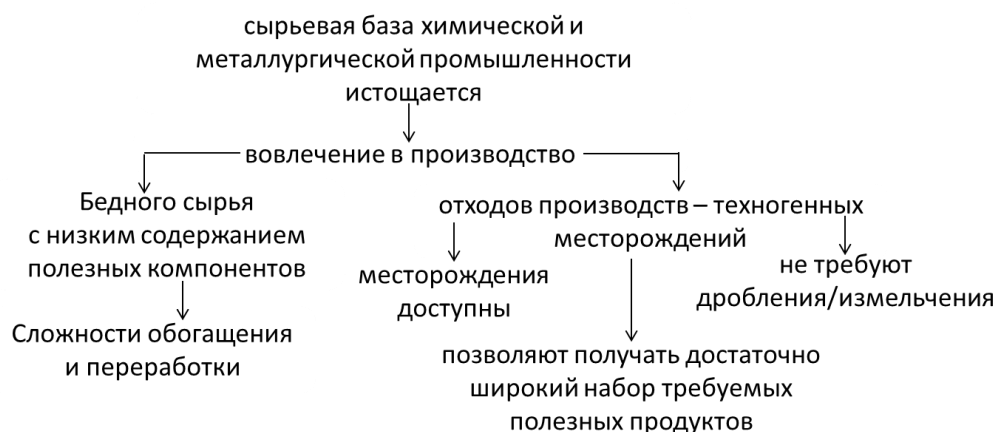 сырьевая база химической и
металлургической промышленности
истощается
вовлечение в производство
Бедного сырья
с низким содержанием
полезных компонентов
Сложности обогащения
и переработки
отходов производств – техногенных
месторождений
месторождения
доступны
не требуют
дробления/измельчения
позволяют получать достаточно
широкий набор требуемых
полезных продуктов